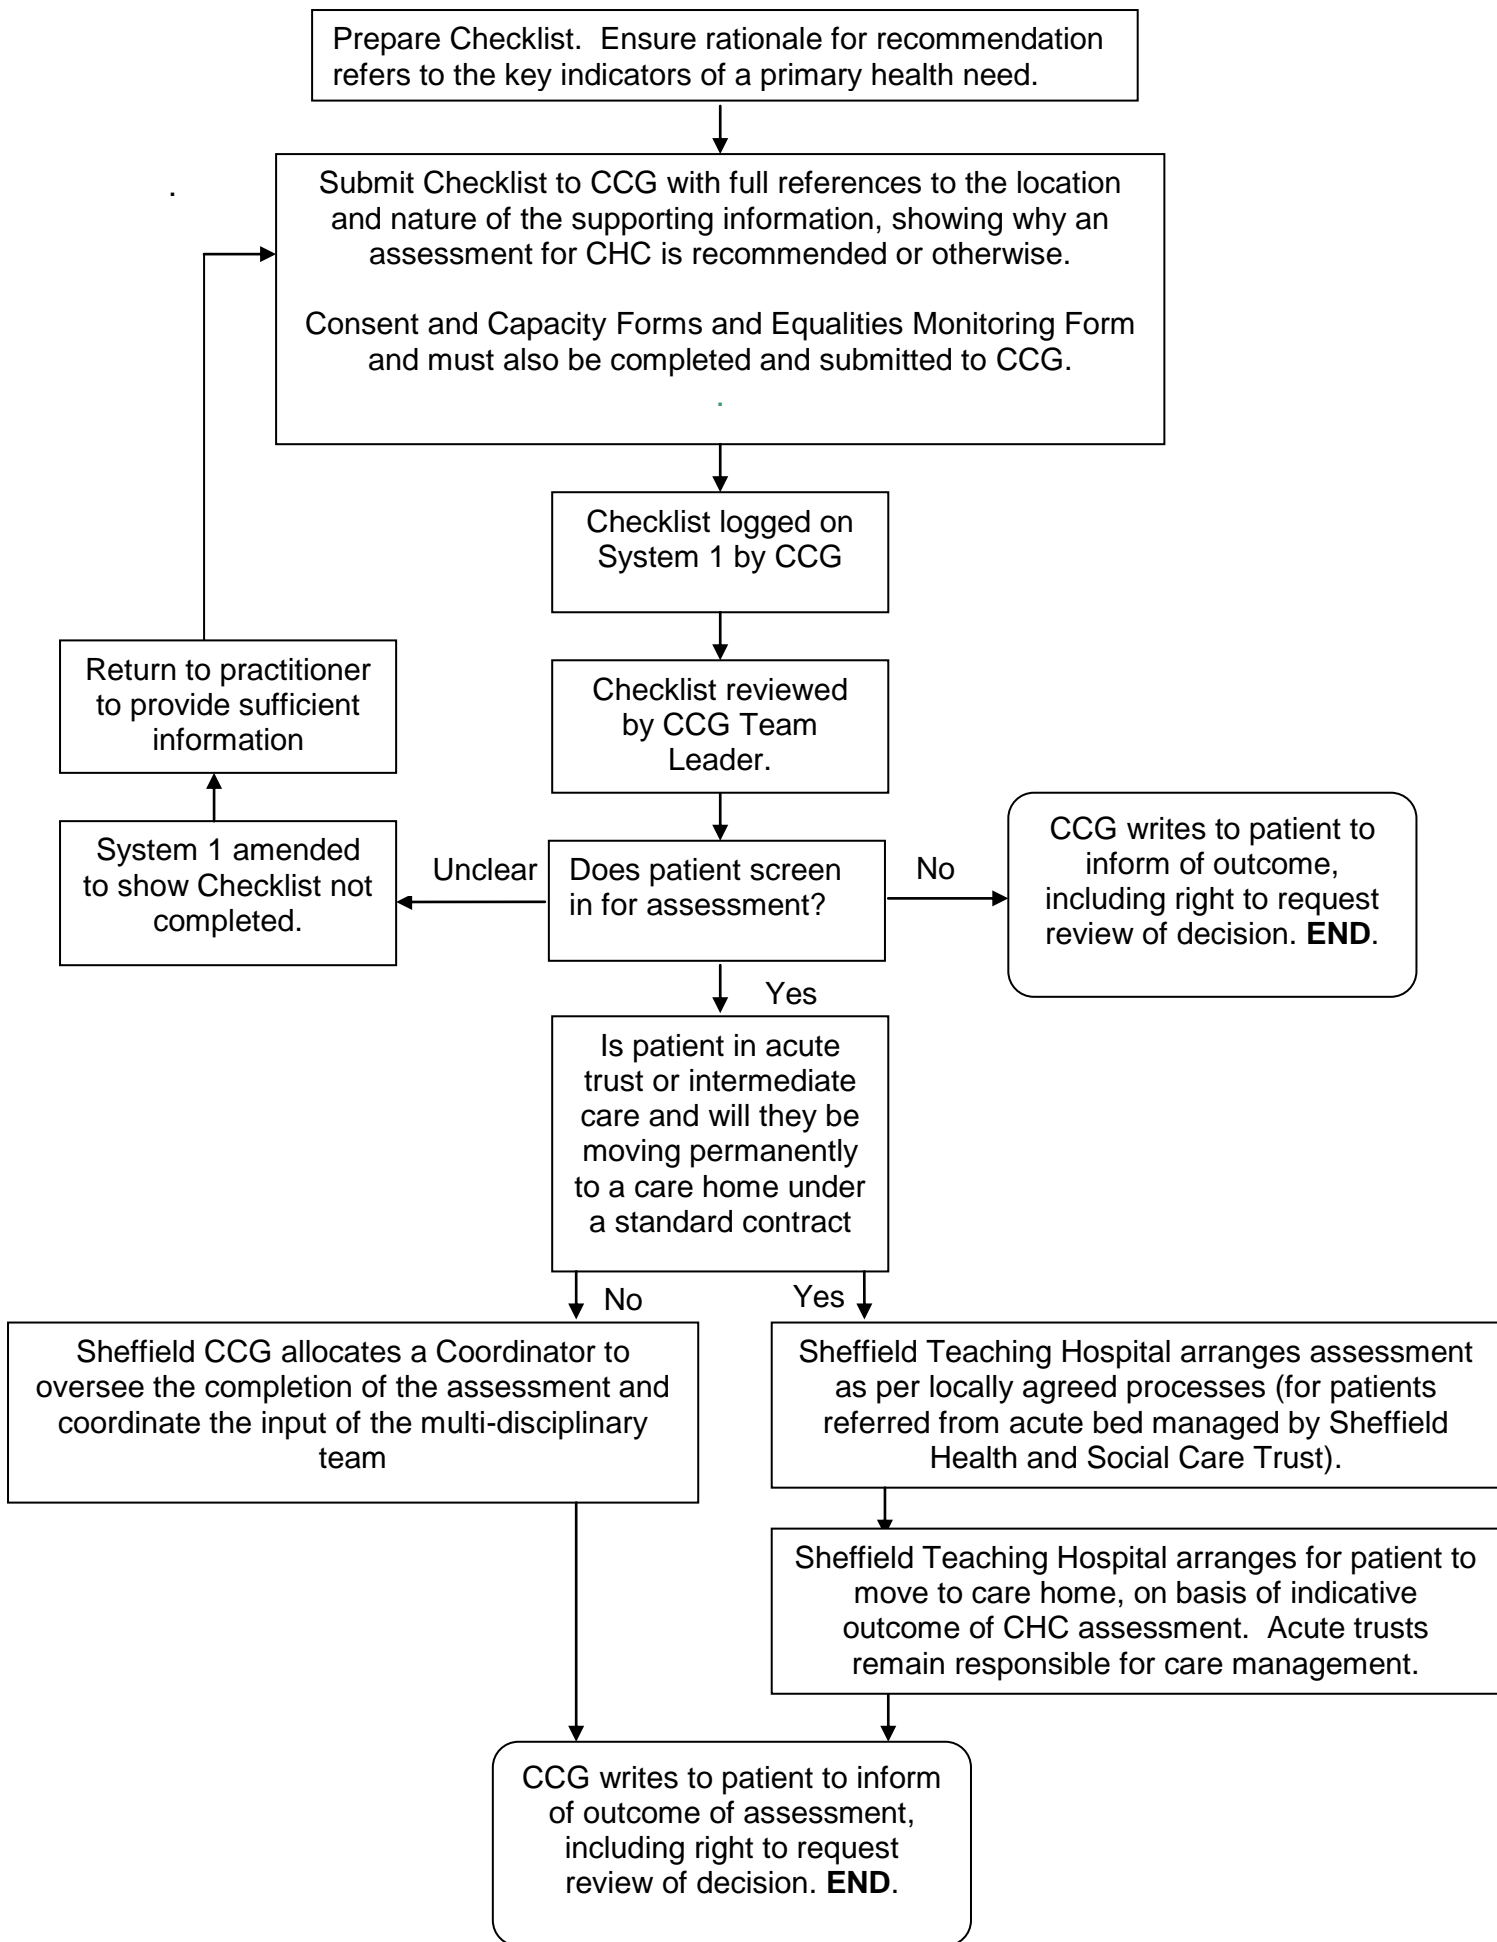 Prepare Checklist.  Ensure rationale for recommendation
refers to the key indicators of a primary health need.
.
Submit Checklist to CCG with full references to the location
and nature of the supporting information, showing why an
assessment for CHC is recommended or otherwise.
Consent and Capacity Forms and Equalities Monitoring Form
and must also be completed and submitted to CCG.
.
Checklist logged on
System 1 by CCG
Return to practitioner
to provide sufficient
information
Checklist reviewed
by CCG Team
Leader.
System 1 amended
to show Checklist not
completed.
Unclear
Does patient screen
in for assessment?
No
CCG writes to patient to
inform of outcome,
including right to request
review of decision. END.
Yes
Is patient in acute
trust or intermediate
care and will they be
moving permanently
to a care home under
a standard contract
No
Yes
Sheffield CCG allocates a Coordinator to
oversee the completion of the assessment and
coordinate the input of the multi-disciplinary
team
Sheffield Teaching Hospital arranges assessment
as per locally agreed processes (for patients
referred from acute bed managed by Sheffield
Health and Social Care Trust).
Sheffield Teaching Hospital arranges for patient to
move to care home, on basis of indicative
outcome of CHC assessment.  Acute trusts
remain responsible for care management.
CCG writes to patient to inform
of outcome of assessment,
including right to request
review of decision. END.